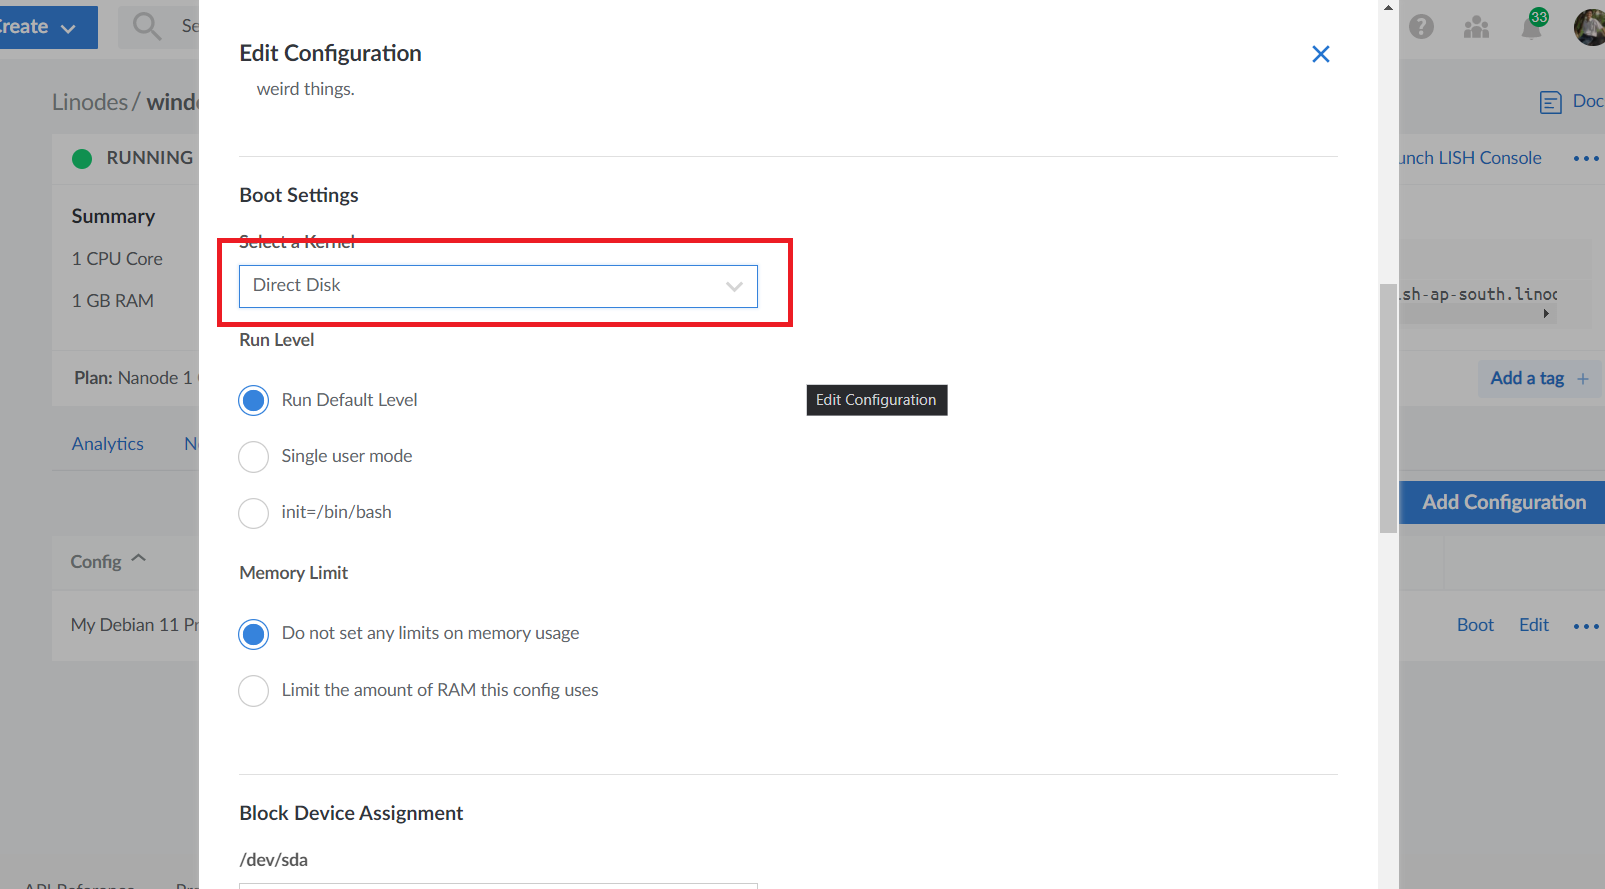 Create
Se
33
Edit Configuration
weird things.
Linodes / windo
Doc
RUNNING
unch LISH Console
Boot Settings
Summary
Select a Kernel
1 CPU Core
Direct Disk
1 GB RAM
ish-ap-south.linoc
Run Level
Plan: Nanode 1
Add a tag +
Run Default Level
Edit Configuration
Analytics
Ne
Single user mode
Add Configuration
init=/bin/bash
Config
Memory Limit
My Debian 11 Pr
Do not set any limits on memory usage
Boot
Edit
Limit the amount of RAM this config uses
Block Device Assignment
/dev/sda
API Reference